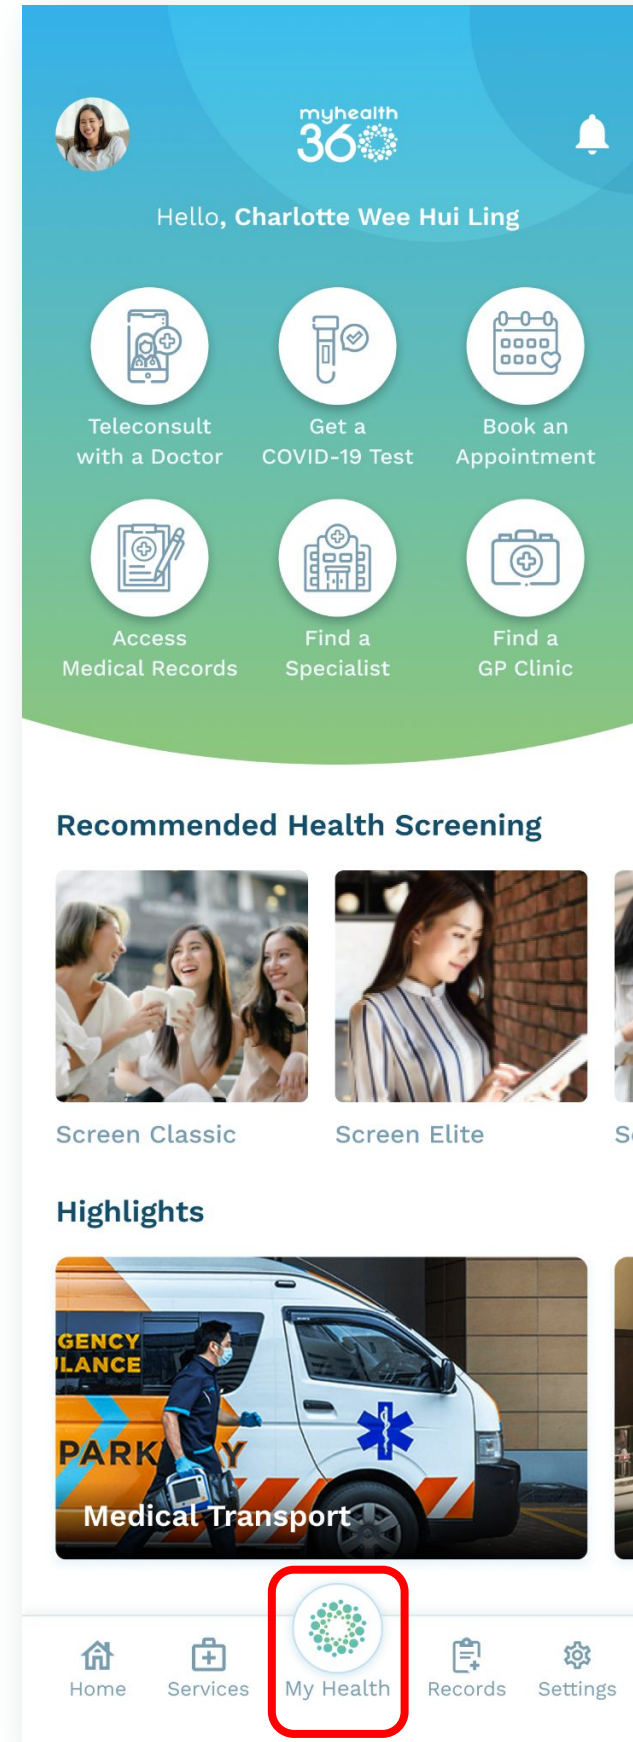 myhealth
360
Hello, Charlotte Wee Hui Ling
Teleconsult
with a Doctor
Get a
COVID-19 Test
Book an
Appointment
Access
Medical Records
Find a
Specialist
Find a
GP Clinic
Recommended Health Screening
Screen Classic
Screen Elite
Highlights
GENCY
LANCE
PARK Y
Medical Transport
Home
Services
My Health
Records
Settings